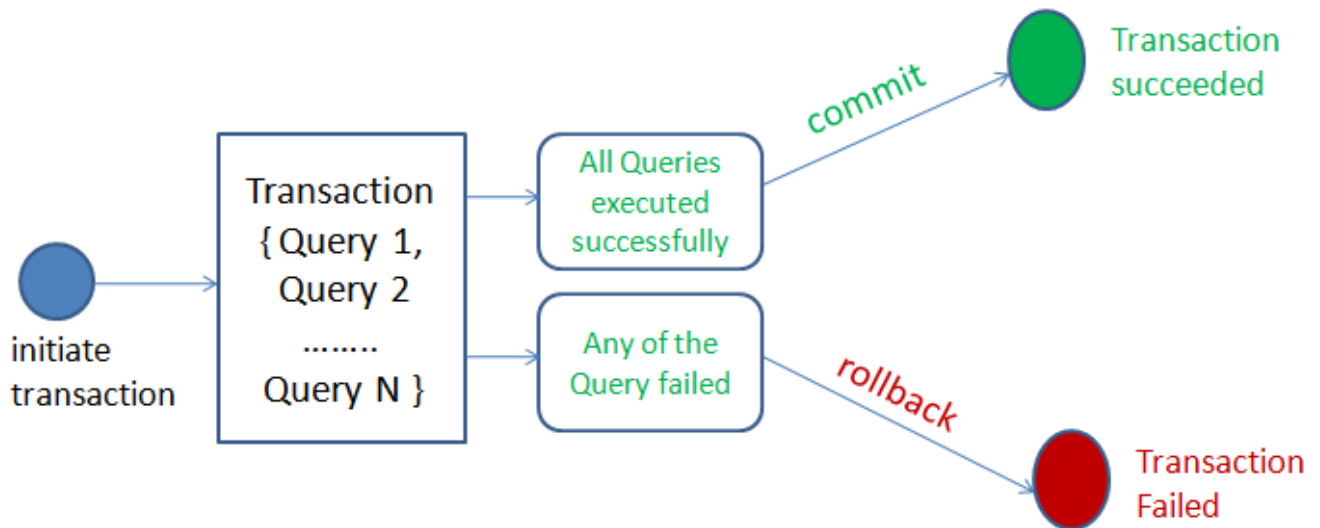 initiate
transaction
Transaction
{ Query 1,
Query 2
........
Query N }
All Queries
executed
successfully
Any of the
Query failed
commit
rollback
Transaction
succeeded
Transaction
Failed